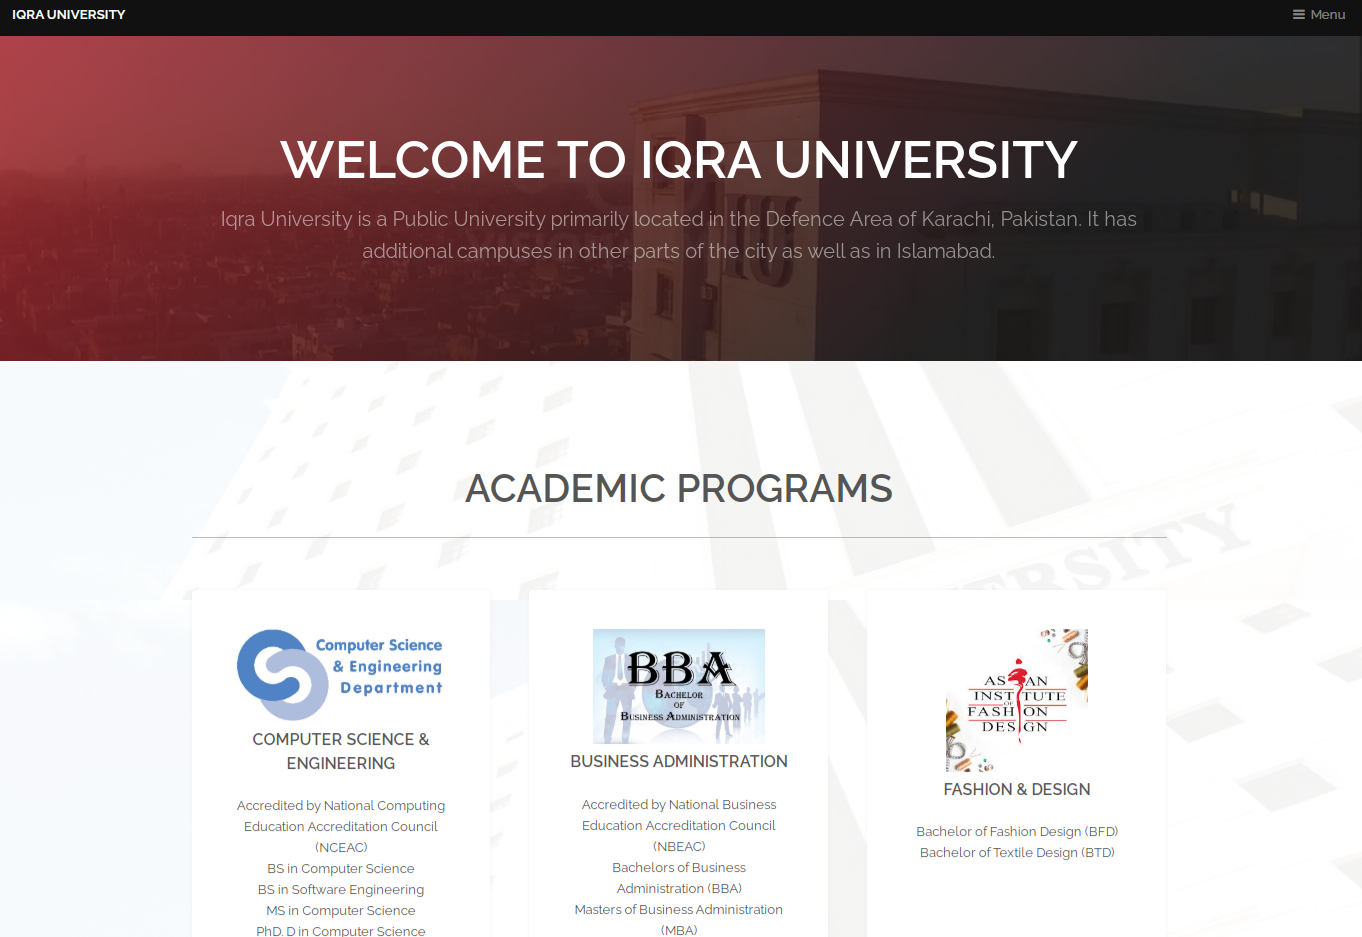 IQRA UNIVERSITY
Menu
WELCOME TO IQRA UNIVERSITY
Iqra University is a Public University primarily located in the Defence Area of Karachi, Pakistan. It has
additional campuses in other parts of the city as well as in Islamabad.
IU
ACADEMIC PROGRAMS
ERSITY
Computer Science
& Engineering
Department
COMPUTER SCIENCE &
ENGINEERING
Accredited by National Computing
Education Accreditation Council
(NCEAC)
BS in Computer Science
BS in Software Engineering
MS in Computer Science
PhD. D in Computer Science
BBA
BACHELOR
OF
BUSINESS ADMINISTRATION
BUSINESS ADMINISTRATION
Accredited by National Business
Education Accreditation Council
(NBEAC)
Bachelors of Business
Administration (BBA)
Masters of Business Administration
(MBA)
ASIAN
INSTITUTE
OF
FASHION
DESIGN
FASHION & DESIGN
Bachelor of Fashion Design (BFD)
Bachelor of Textile Design (BTD)